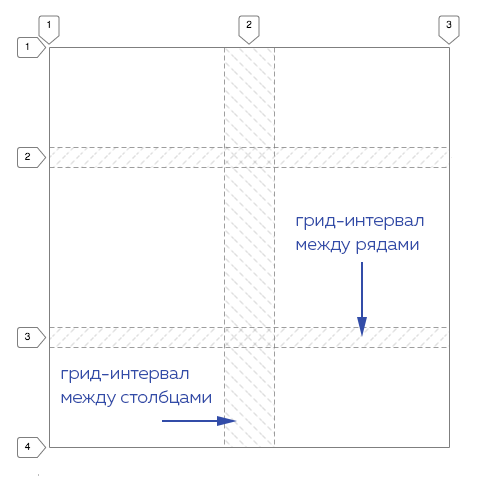 1 2 3
1
2
грид-интервал
между рядами
3
грид-интервал
между столбцами
4